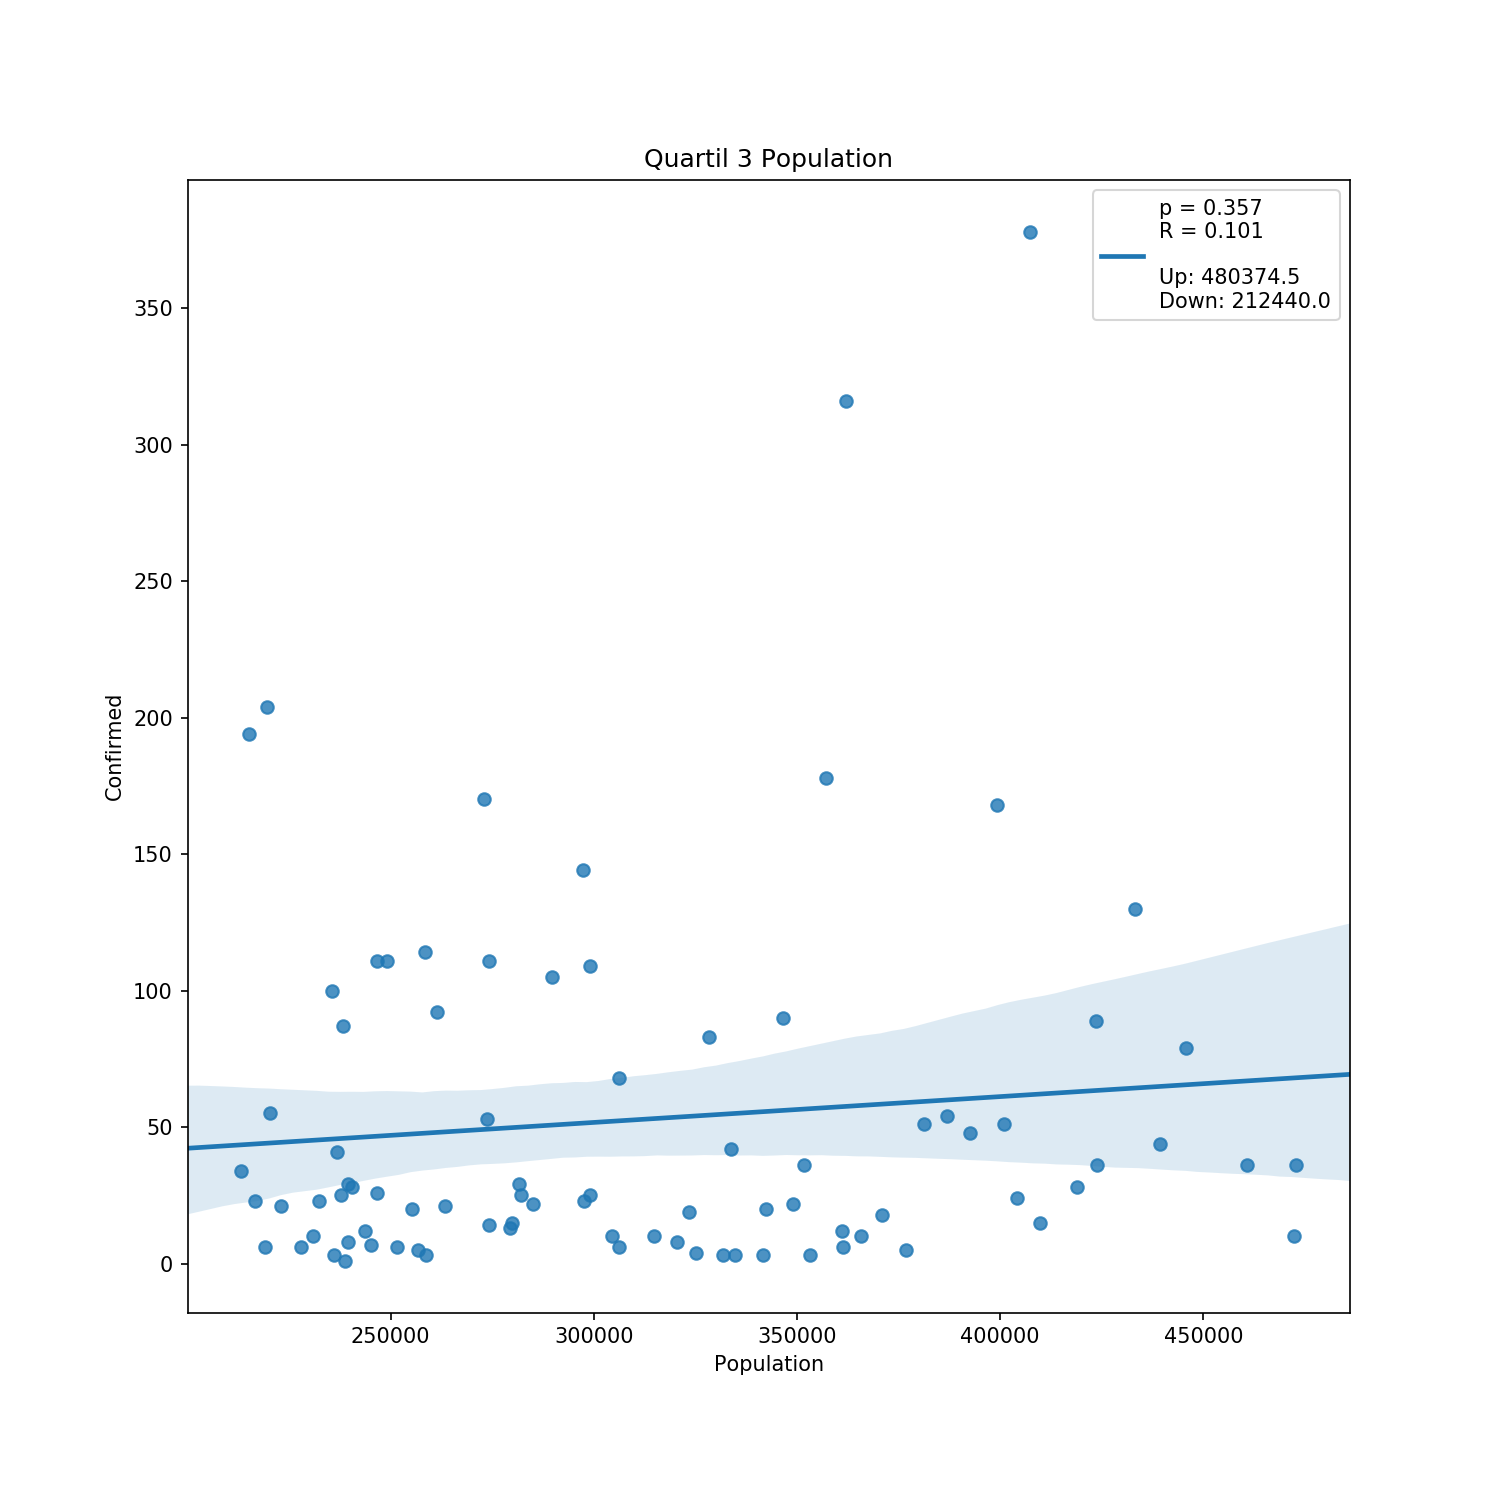 Quartil 3 Population
p = 0.357
R = 0.101
Up: 480374.5
Down: 212440.0
350
300
250
200
150
100
50
0
Confirmed
250000
300000
350000
400000
450000
Population